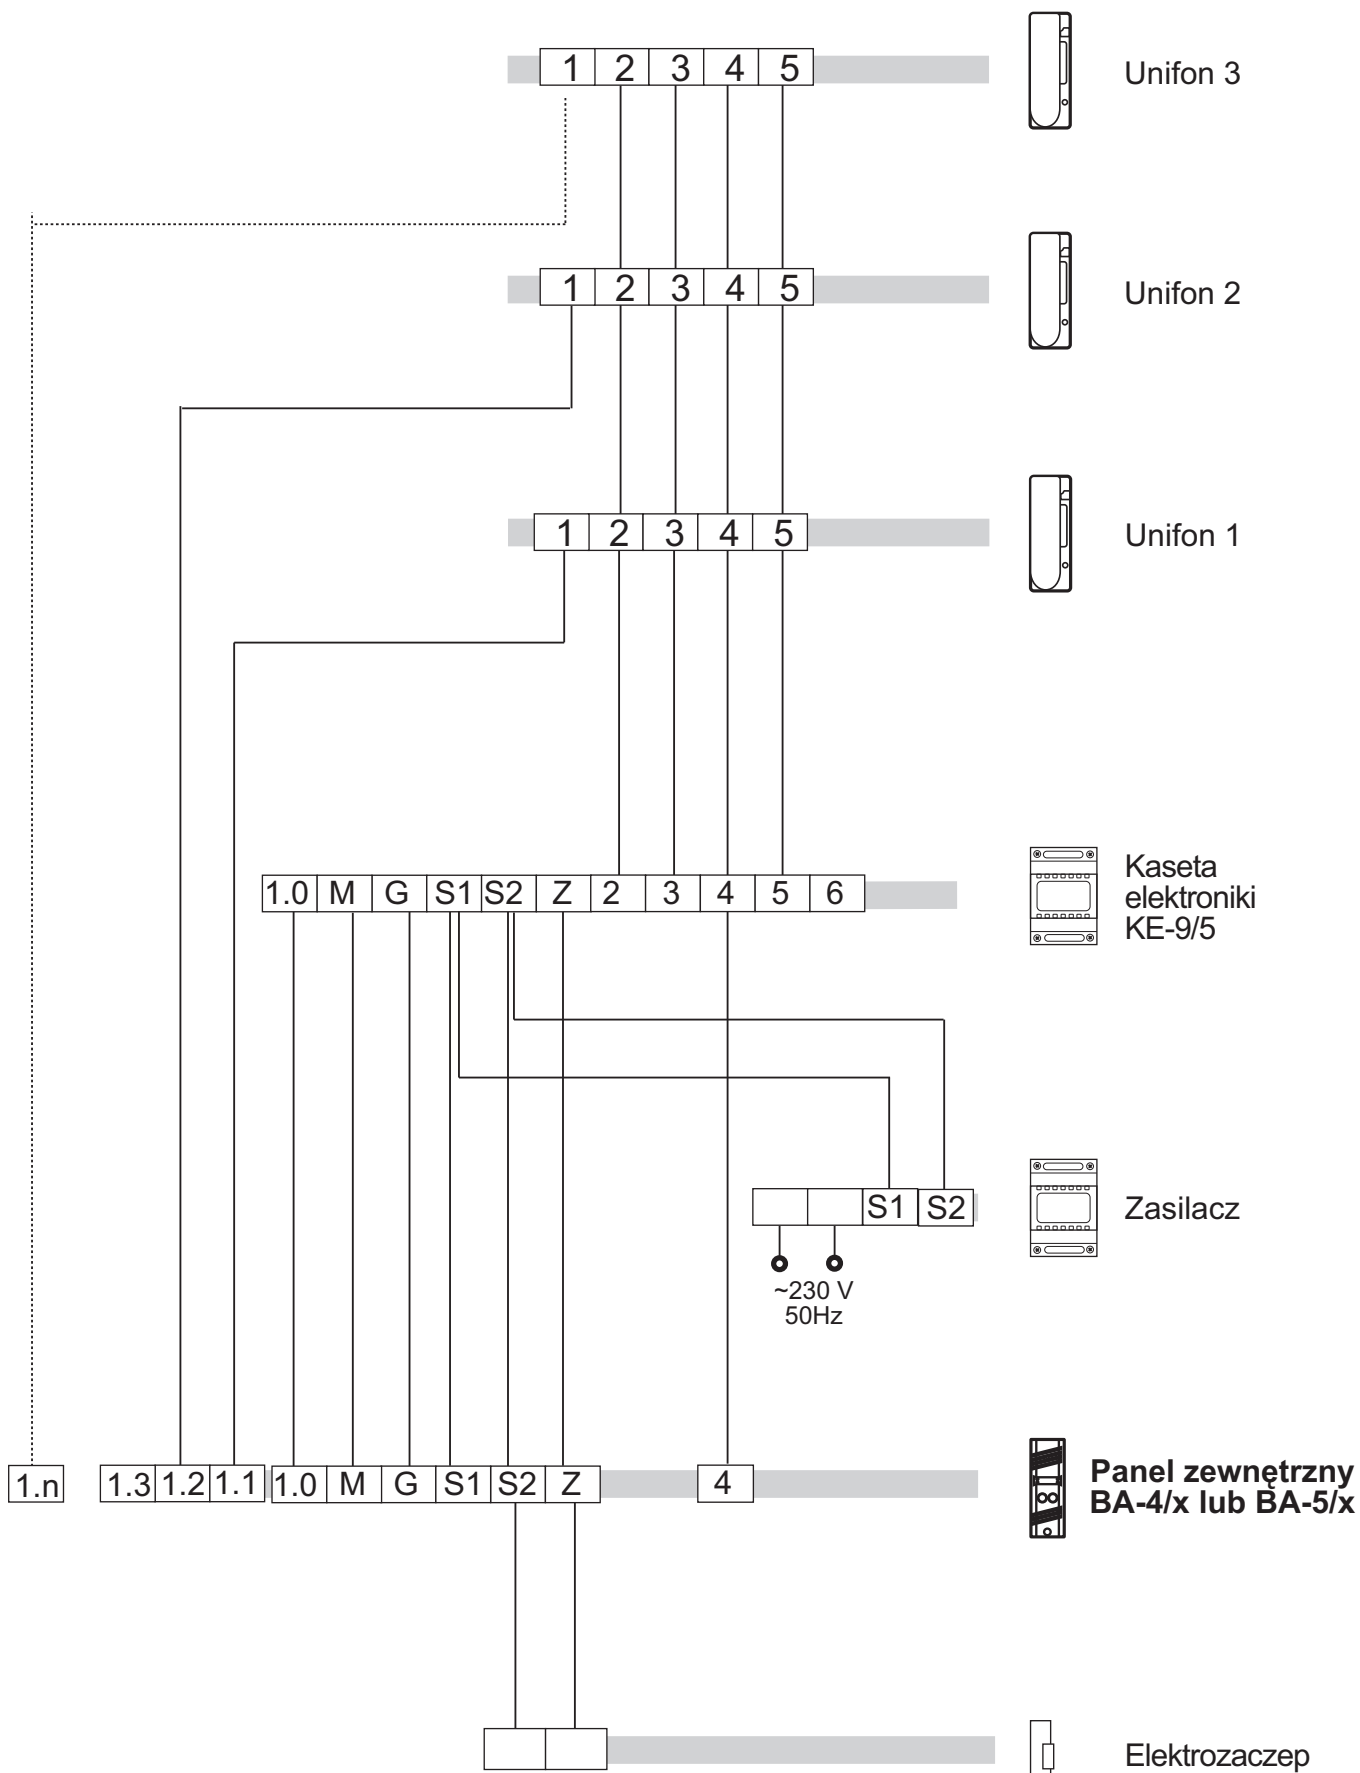 1 2 3 4 5
Unifon 3
1 2 3 4 5
Unifon 2
1 2 3 4 5
Unifon 1
1.0 M G S1 S2 Z 2 3 4 5 6
Kaseta
elektroniki
KE-9/5
S1 S2
Zasilacz
~230 V
50Hz
1.n 1.3 1.2 1.1 1.0 M G S1 S2 Z 4
Panel zewnętrzny
BA-4/x lub BA-5/x
Elektrozaczep